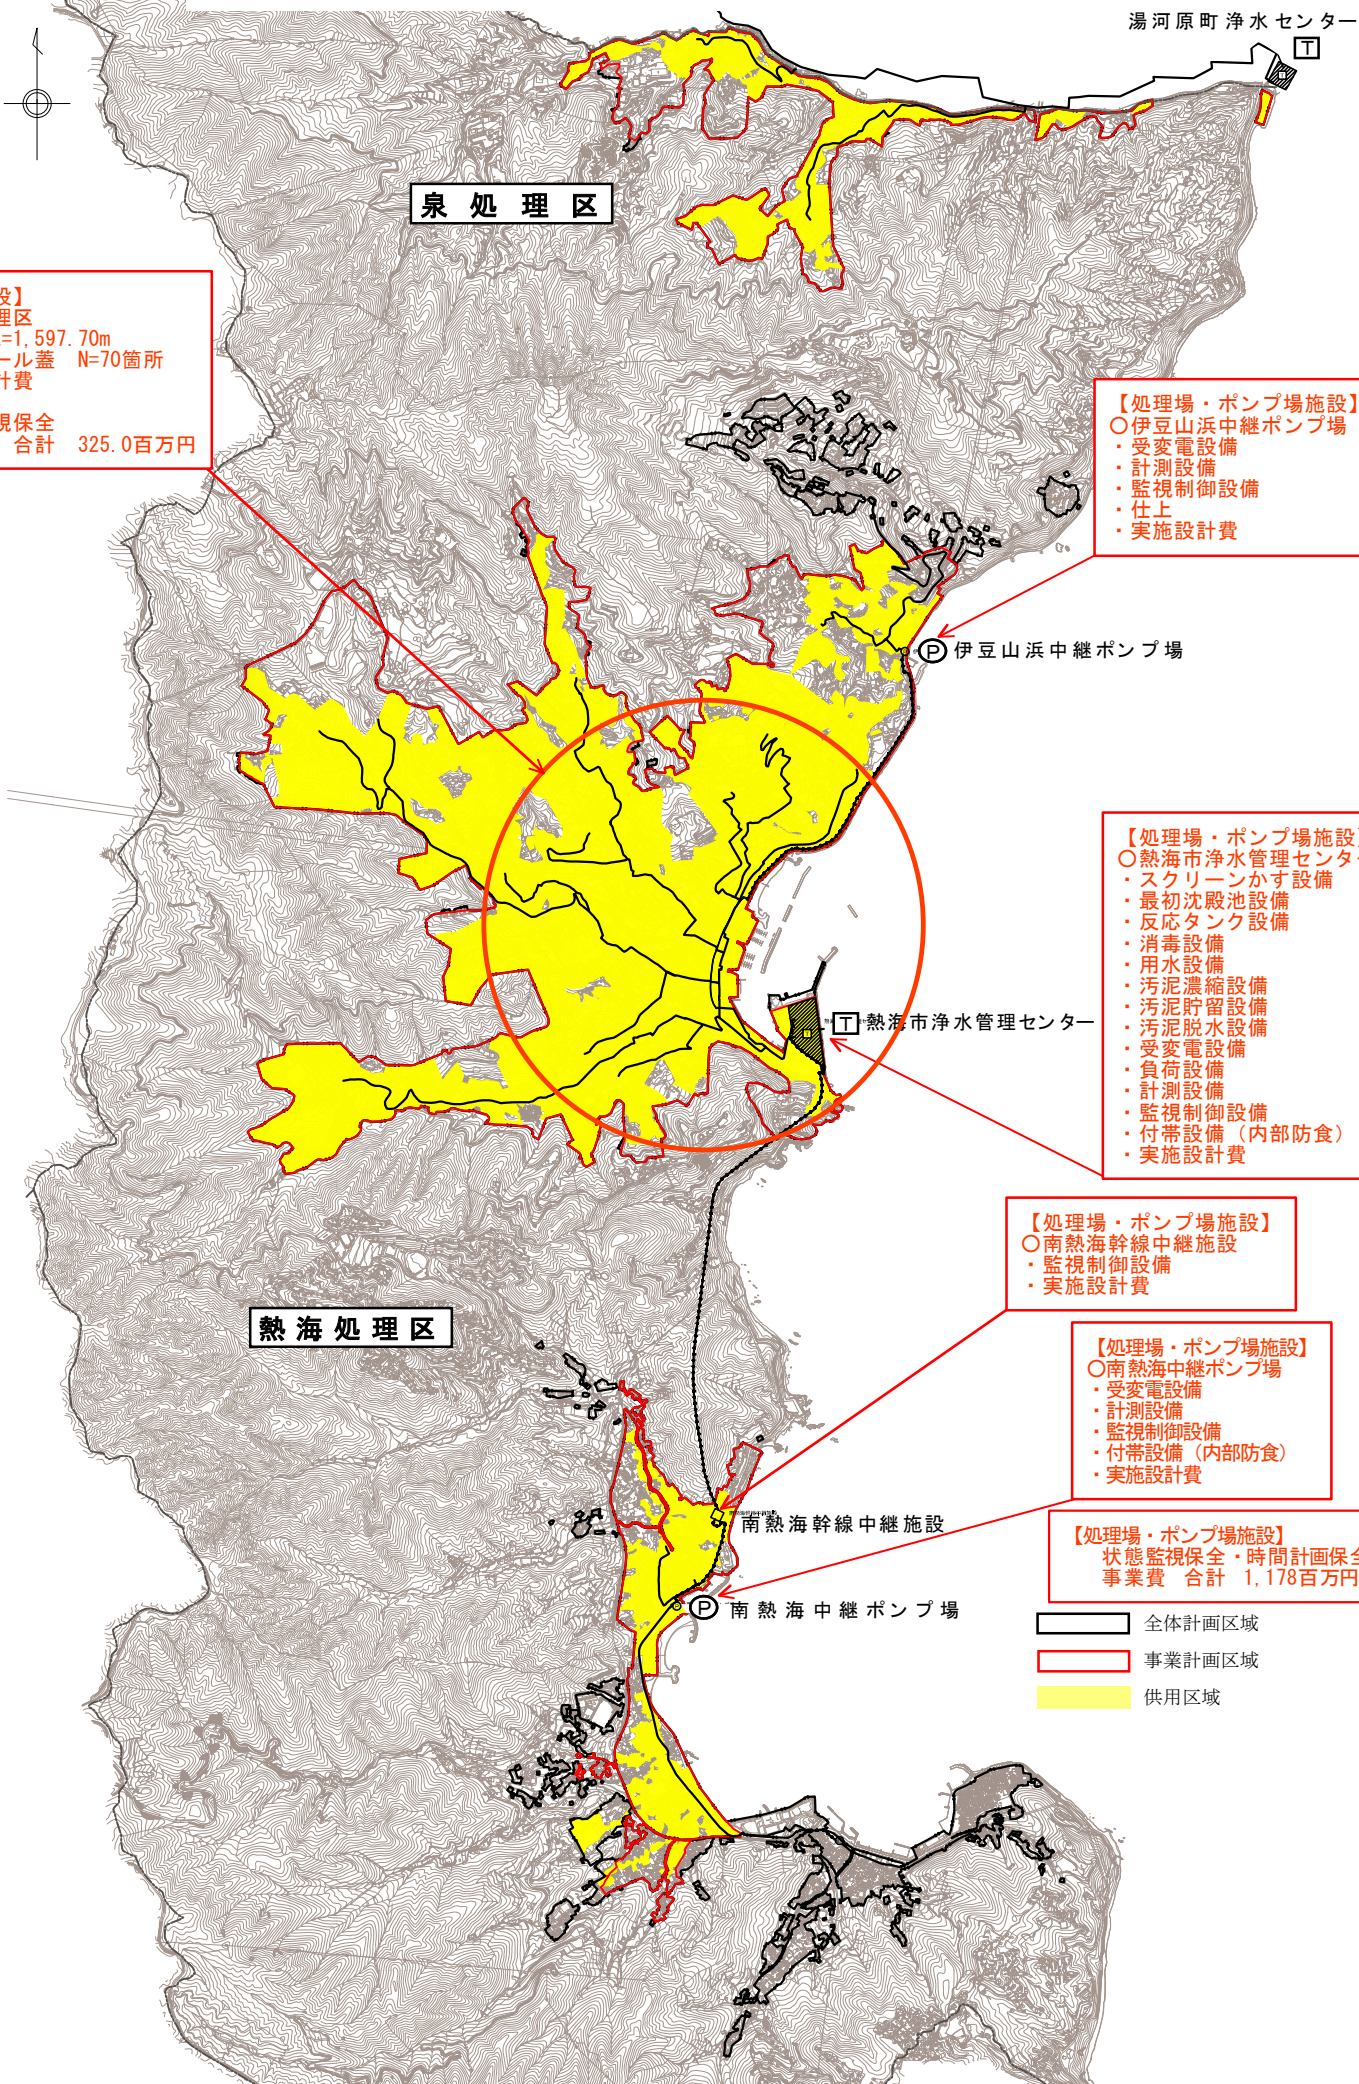 湯河原町浄水センター
T
泉処理区
設】
理区
=1,597.70m
ール蓋 N=70箇所
計費
視保全
合計 325.0百万円
【処理場・ポンプ場施設】
〇伊豆山浜中継ポンプ場
・受変電設備
・計測設備
・監視制御設備
・仕上
・実施設計費
P 伊豆山浜中継ポンプ場
【処理場・ポンプ場施設】
〇熱海市浄水管理センター
・スクリーンかす設備
・最初沈殿池設備
・反応タンク設備
・消毒設備
・用水設備
・汚泥濃縮設備
・汚泥貯留設備
・汚泥脱水設備
・受変電設備
・負荷設備
・計測設備
・監視制御設備
・付帯設備（内部防食）
・実施設計費
T 熱海市浄水管理センター
【処理場・ポンプ場施設】
〇南熱海幹線中継施設
・監視制御設備
・実施設計費
熱海処理区
【処理場・ポンプ場施設】
〇南熱海中継ポンプ場
・受変電設備
・計測設備
・監視制御設備
・付帯設備（内部防食）
・実施設計費
南熱海幹線中継施設
【処理場・ポンプ場施設】
状態監視保全・時間計画保全
事業費 合計 1,178百万円
P 南熱海中継ポンプ場
全体計画区域
事業計画区域
供用区域